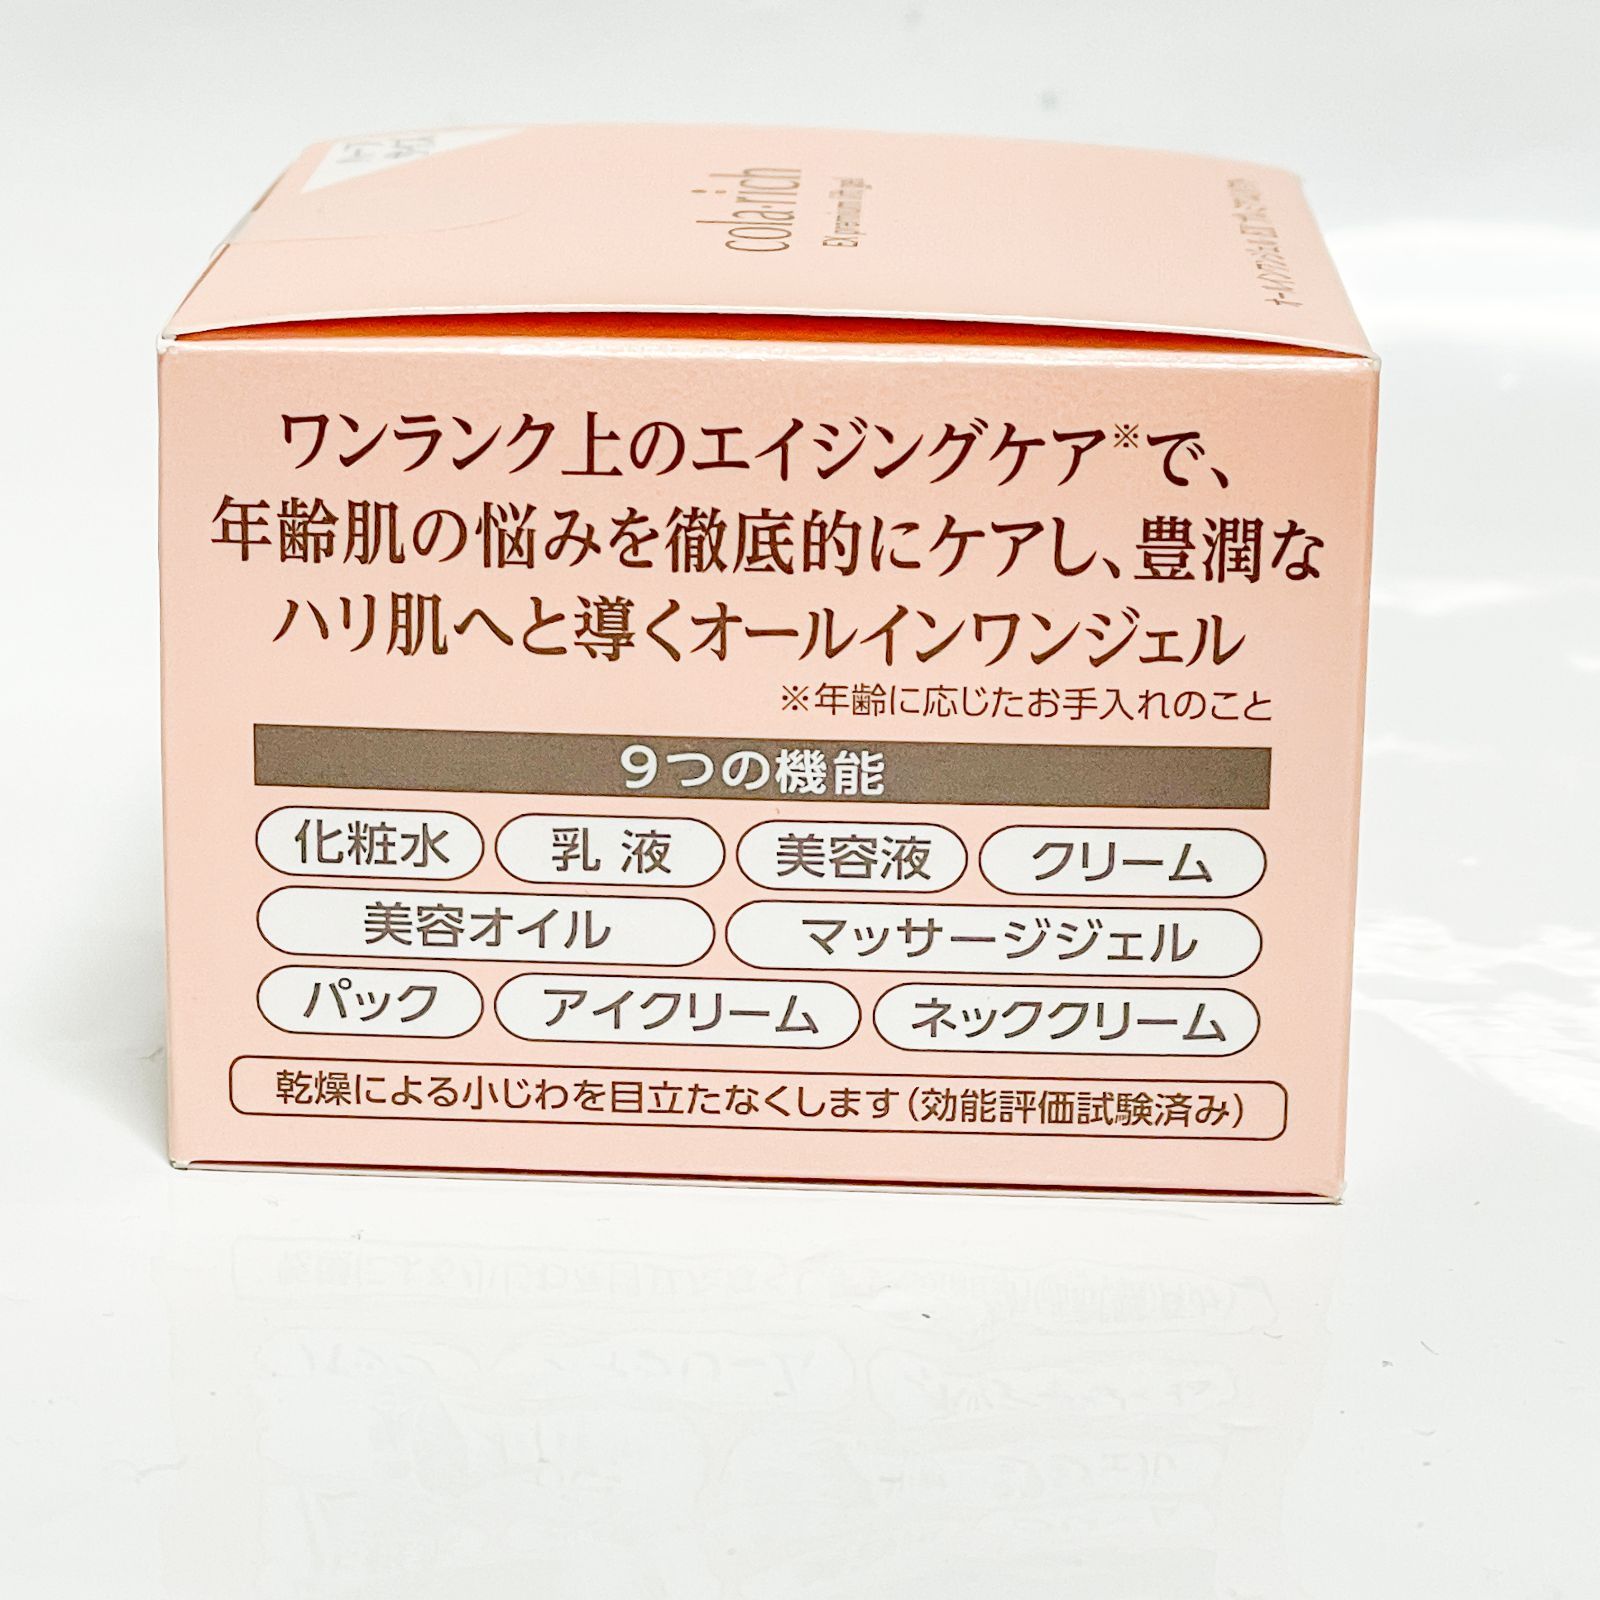 cola·rich
EX premium lift gel
ワンランク上のエイジングケア※で、
年齢肌の悩みを徹底的にケアし、豊潤な
ハリ肌へと導くオールインワンジェル
※年齢に応じたお手入れのこと
9つの機能
化粧水 乳液 美容液 クリーム
美容オイル マッサージジェル
パック アイクリーム ネッククリーム
乾燥による小じわを目立たなくします(効能評価試験済み)